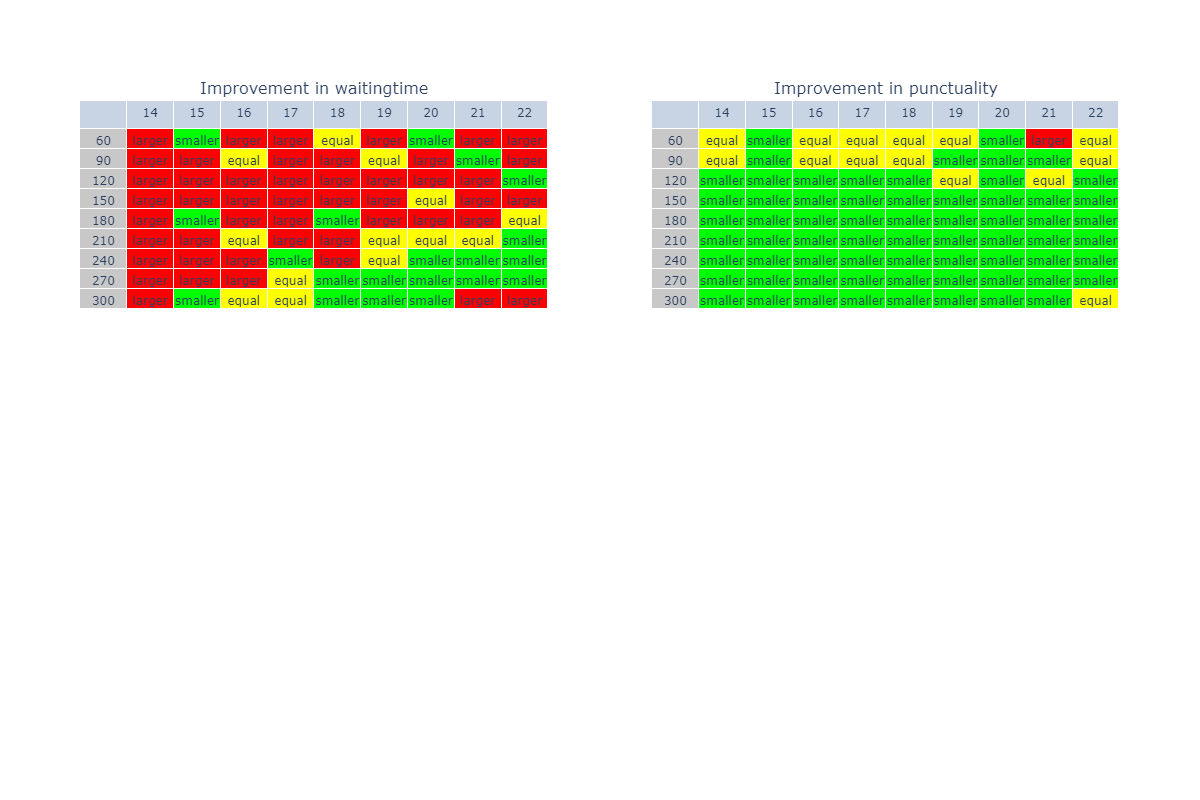 Improvement in waitingtime
14 15 16 17 18 19 20 21 22
60 larger smaller larger larger equal larger smaller larger larger
90 larger larger equal larger larger equal larger smaller larger
120 larger larger larger larger larger larger larger larger smaller
150 larger larger larger larger larger larger equal larger larger
180 larger smaller larger larger smaller larger larger larger equal
210 larger larger equal larger larger equal equal equal smaller
240 larger larger larger smaller larger equal smaller smaller smaller
270 larger larger larger equal smaller smaller smaller smaller smaller
300 larger smaller equal equal smaller smaller smaller larger larger
Improvement in punctuality
14 15 16 17 18 19 20 21 22
60 equal smaller equal equal equal equal smaller larger equal
90 equal smaller equal equal equal smaller smaller smaller equal
120 smaller smaller smaller smaller smaller equal smaller equal smaller
150 smaller smaller smaller smaller smaller smaller smaller smaller smaller
180 smaller smaller smaller smaller smaller smaller smaller smaller smaller
210 smaller smaller smaller smaller smaller smaller smaller smaller smaller
240 smaller smaller smaller smaller smaller smaller smaller smaller smaller
270 smaller smaller smaller smaller smaller smaller smaller smaller smaller
300 smaller smaller smaller smaller smaller smaller smaller smaller equal